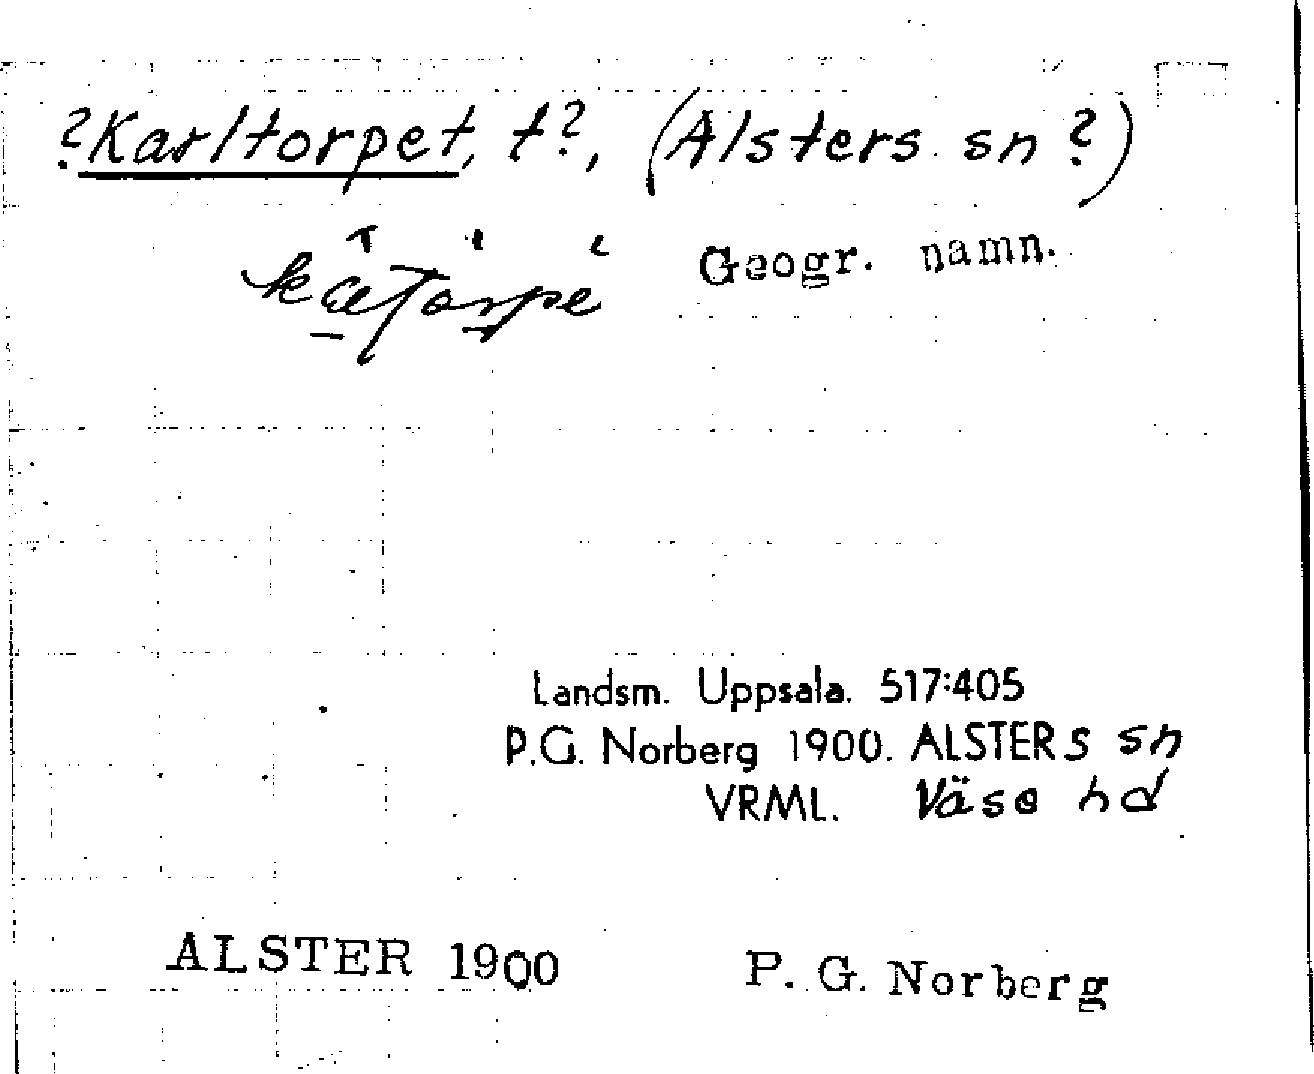 ?Karltorpet, t?, (Alsters sn ?)
Geogr. namn.
Landsm. Uppsala. 517:405
P.G. Norberg 1900. ALSTERS sn
VRML. Väse hd
ALSTER 1900 P. G. Norberg